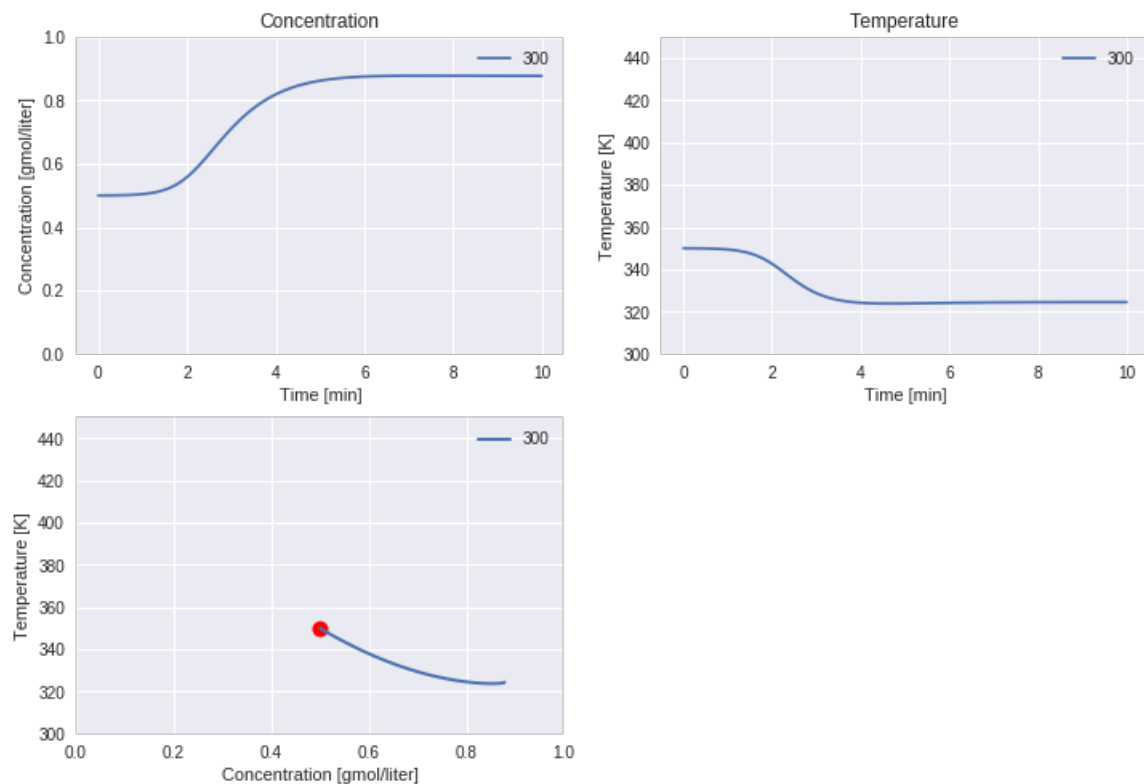 Concentration
300
Concentration [gmol/liter]
1.0
0.8
0.6
0.4
0.2
0.0
0 2 4 6 8 10
Time [min]
Temperature
300
Temperature [K]
440
420
400
380
360
340
320
300
0 2 4 6 8 10
Time [min]
300
Temperature [K]
440
420
400
380
360
340
320
300
0.0 0.2 0.4 0.6 0.8 1.0
Concentration [gmol/liter]